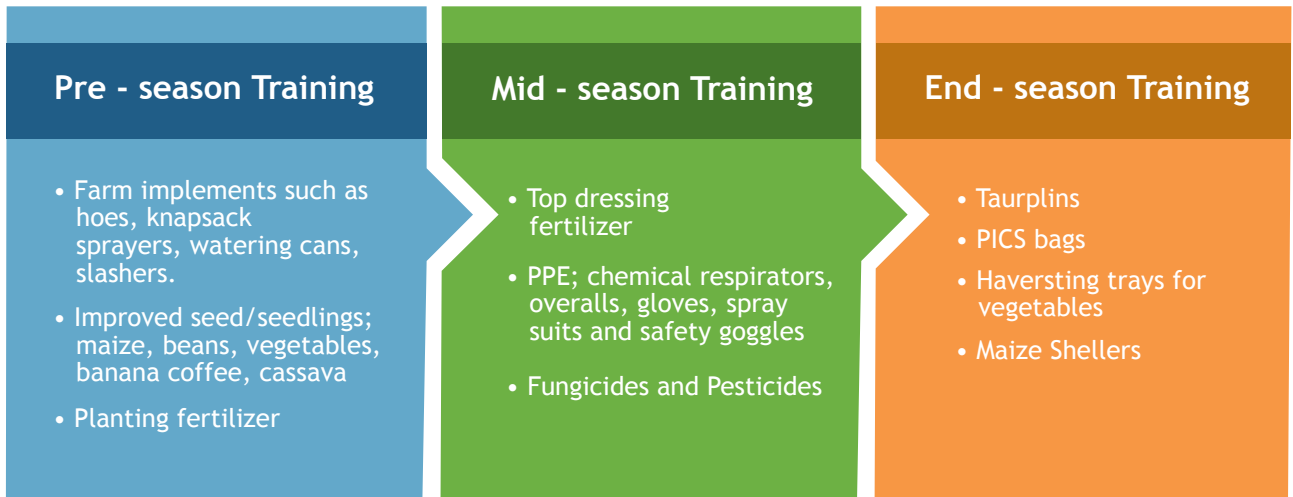 Pre - season Training
• Farm implements such as
hoes, knapsack
sprayers, watering cans,
slashers.
• Improved seed/seedlings;
maize, beans, vegetables,
banana coffee, cassava
• Planting fertilizer
Mid - season Training
• Top dressing
fertilizer
• PPE; chemical respirators,
overalls, gloves, spray
suits and safety goggles
• Fungicides and Pesticides
End - season Training
• Taurplins
• PICS bags
• Haversting trays for
vegetables
• Maize Shellers